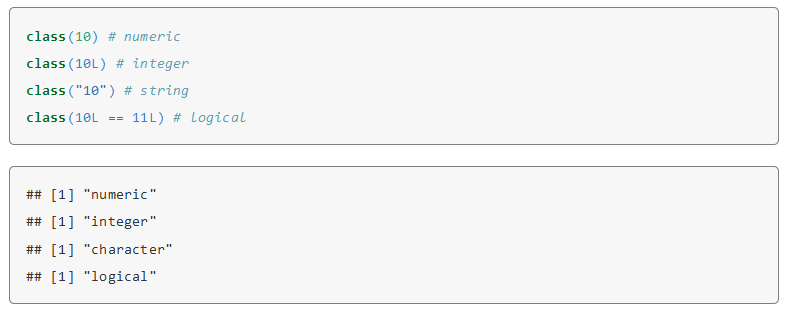 class(10) # numeric
class(10L) # integer
class("10") # string
class(10L == 11L) # logical
## [1] "numeric"
## [1] "integer"
## [1] "character"
## [1] "logical"